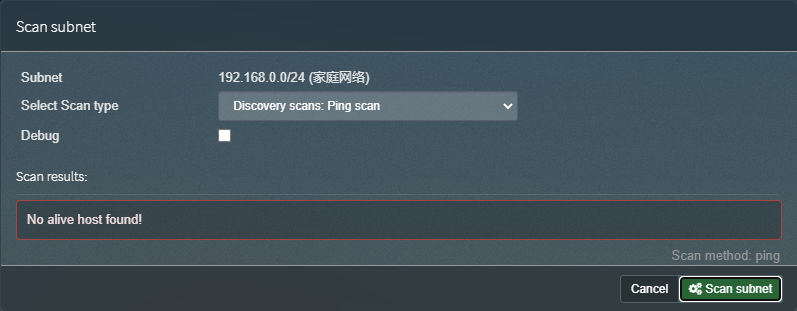 Scan subnet
Subnet 192.168.0.0/24 (家庭网络)
Select Scan type Discovery scans: Ping scan
Debug
Scan results:
No alive host found!
Scan method: ping
Cancel Scan subnet